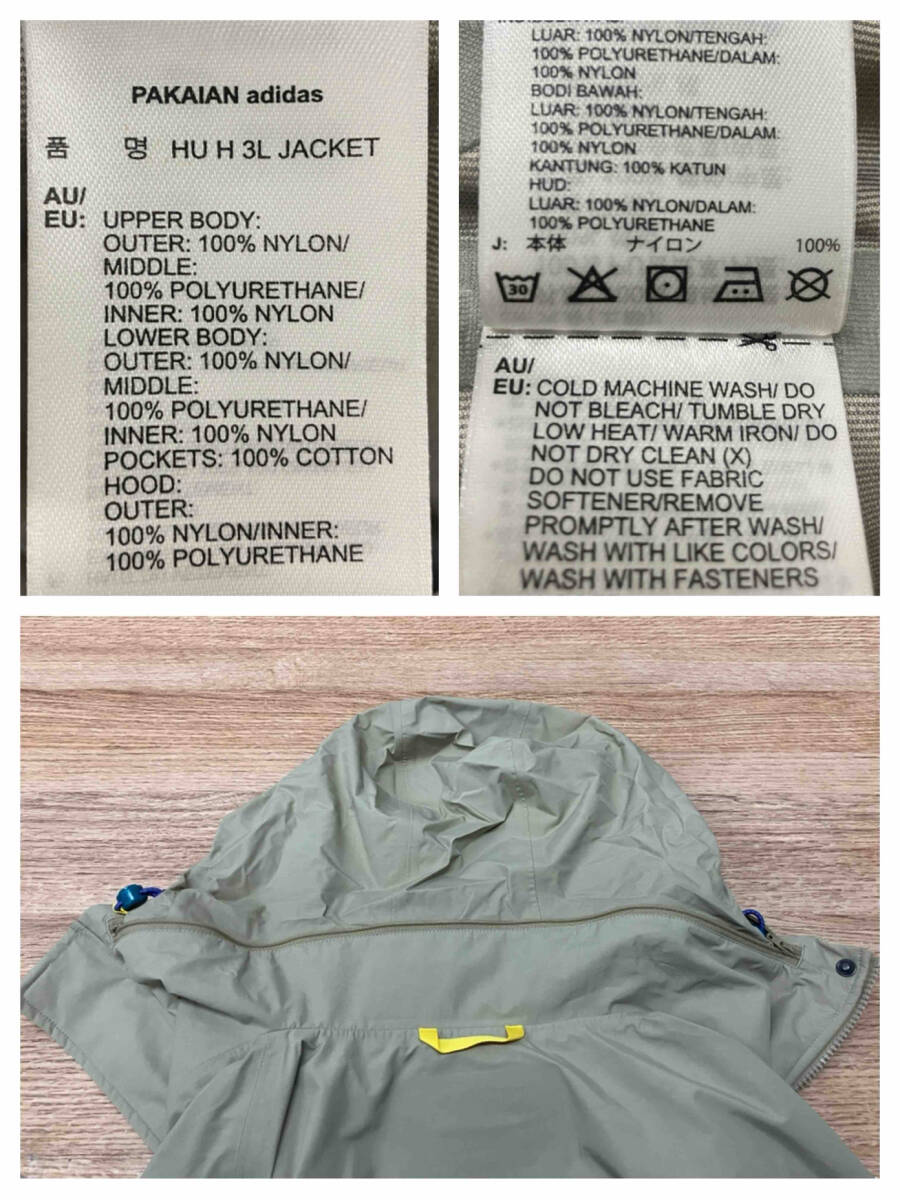 PAKAIAN adidas
품 명 HU H 3L JACKET
AU/
EU: UPPER BODY:
OUTER: 100% NYLON/
MIDDLE:
100% POLYURETHANE/
INNER: 100% NYLON
LOWER BODY:
OUTER: 100% NYLON/
MIDDLE:
100% POLYURETHANE/
INNER: 100% NYLON
POCKETS: 100% COTTON
HOOD:
OUTER:
100% NYLON/INNER:
100% POLYURETHANE
LUAR: 100% NYLON/TENGAH:
100% POLYURETHANE/DALAM:
100% NYLON
BODI BAWAH:
LUAR: 100% NYLON/TENGAH:
100% POLYURETHANE/DALAM:
100% NYLON
KANTUNG: 100% KATUN
HUD:
LUAR: 100% NYLON/DALAM:
100% POLYURETHANE
J: 本体 ナイロン 100%
30
AU/
EU: COLD MACHINE WASH/ DO
NOT BLEACH/ TUMBLE DRY
LOW HEAT/ WARM IRON/ DO
NOT DRY CLEAN (X)
DO NOT USE FABRIC
SOFTENER/REMOVE
PROMPTLY AFTER WASH/
WASH WITH LIKE COLORS/
WASH WITH FASTENERS